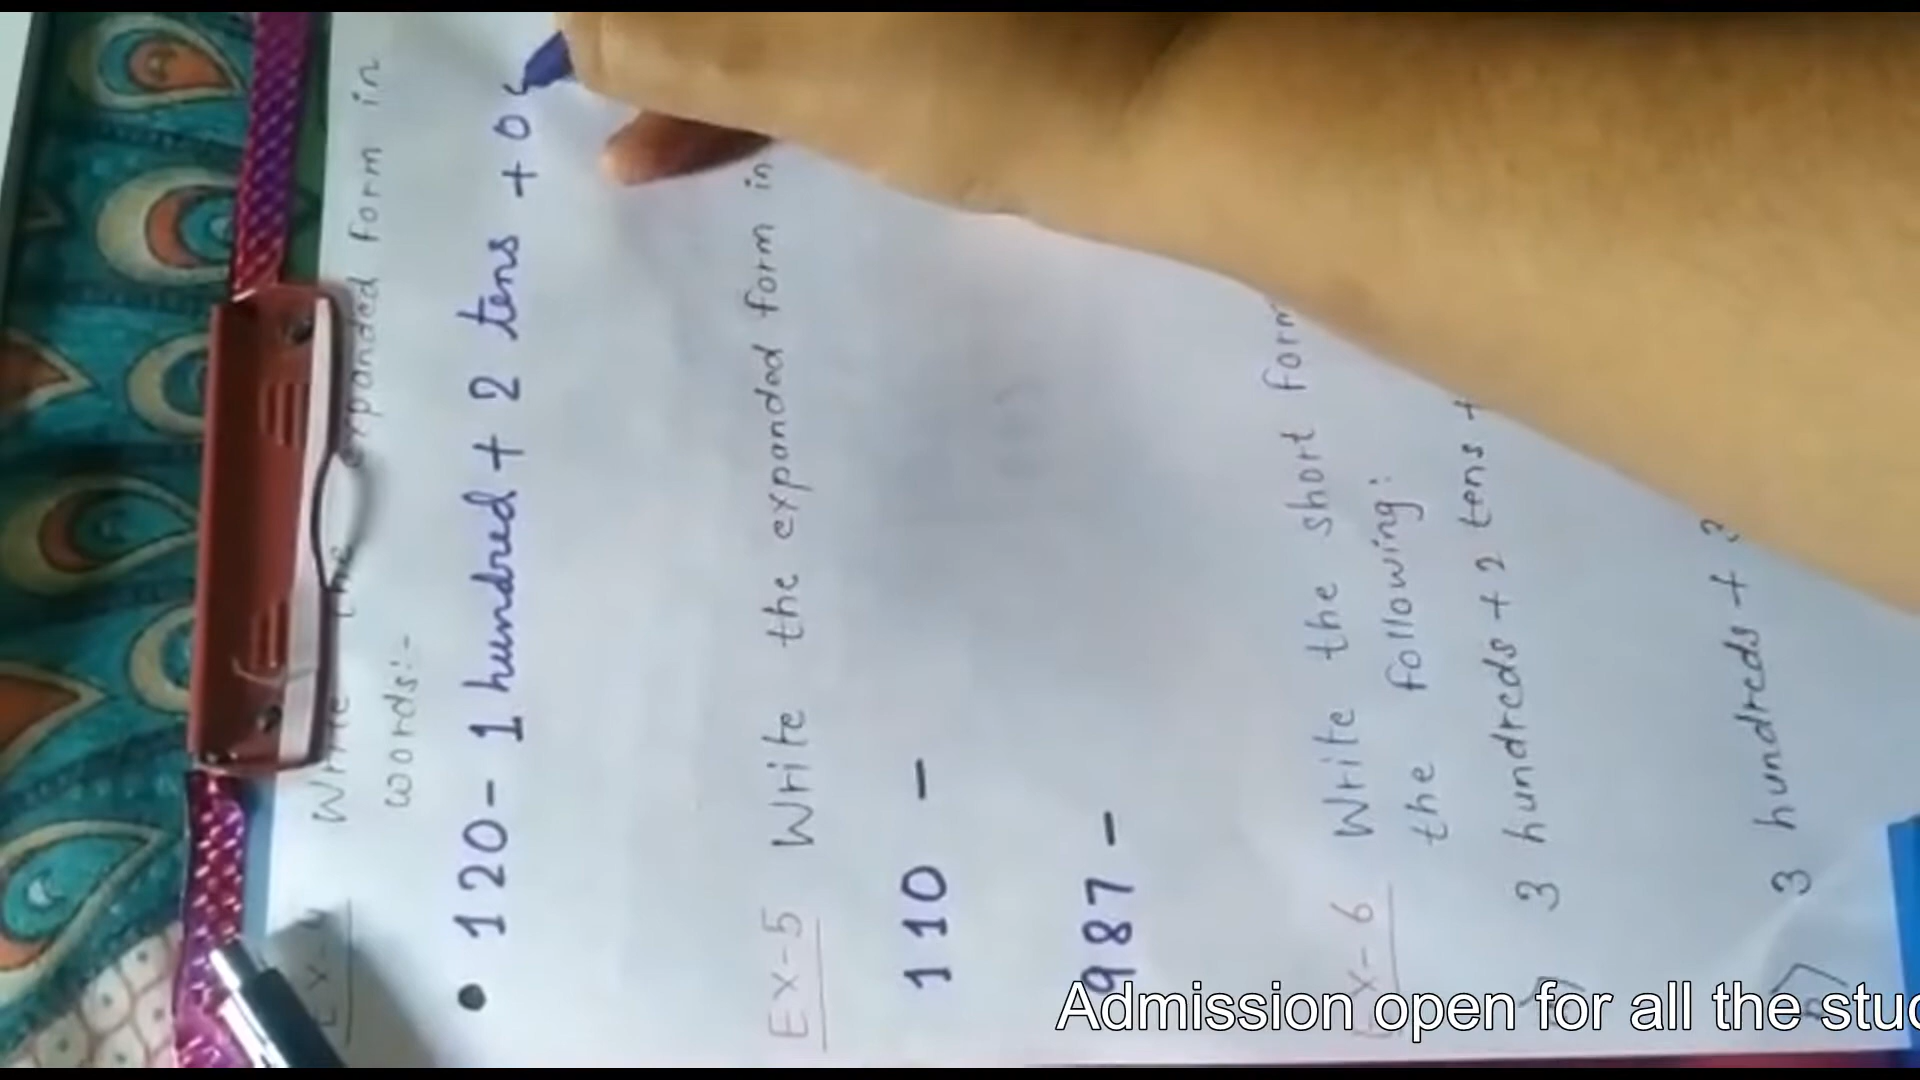 Ex-4 Write the expanded form in
words:-
• 120- 1 hundred + 2 tens + 0
Ex-5 Write the expanded form in
110 -
987 -
Ex-6 Write the short form
the following:
3 hundreds + 2 tens +
b) 3 hundreds +
Admission open for all the